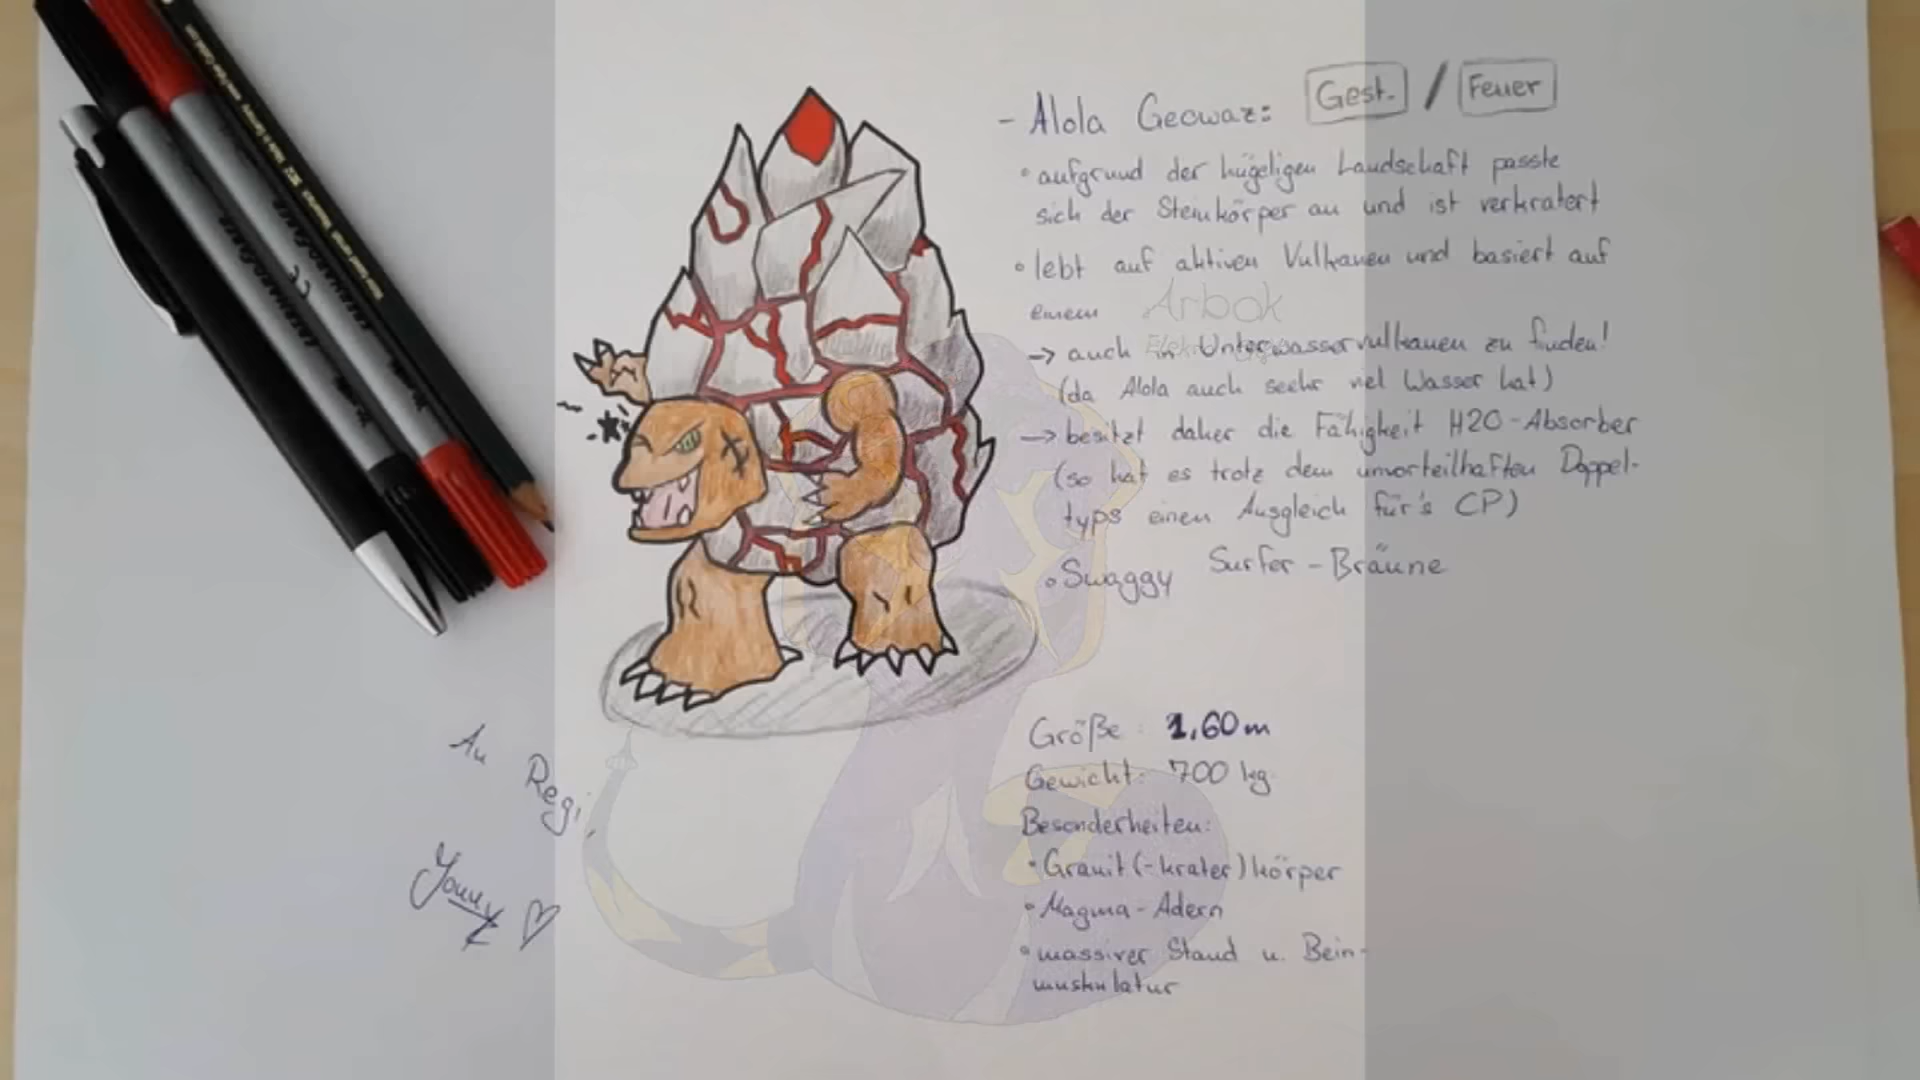 - Alola Geowaz: Gest. / Feuer
• aufgrund der hügeligen Landschaft passte
sich der Steinkörper an und ist verkratert
• lebt auf aktiven Vulkanen und basiert auf
einem
Arbok
-> auch in Unterwasservulkanen zu finden!
(da Alola auch seehr viel Wasser hat)
-> besitzt daher die Fähigkeit H2O-Absorber
(so hat es trotz dem unvorteilhaften Doppel-
typs einen Ausgleich für's CP)
• Swaggy Surfer-Bräune
Größe: 1,60m
Gewicht: 700 kg
Besonderheiten:
• Granit(-krater)körper
• Magma-Adern
• massiver Stand u. Bein-
muskulatur
An Regi,